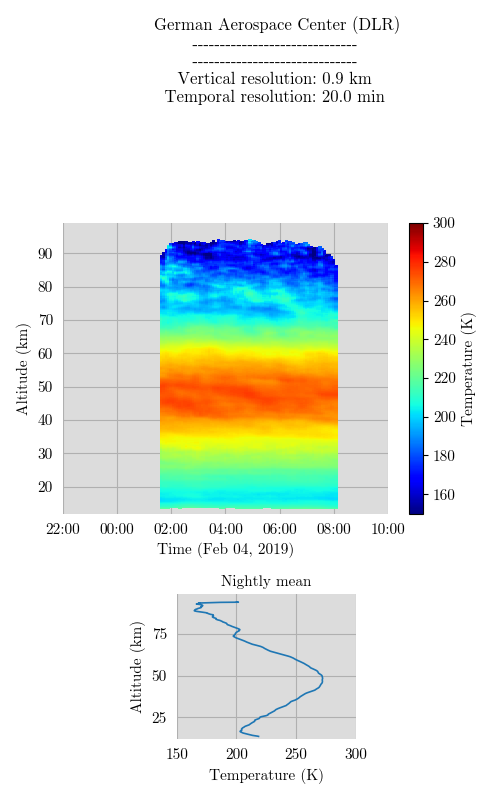 German Aerospace Center (DLR)
------------------------------
------------------------------
Vertical resolution: 0.9 km
Temporal resolution: 20.0 min
90
80
70
60
50
40
30
20
Altitude (km)
22:00 00:00 02:00 04:00 06:00 08:00 10:00
Time (Feb 04, 2019)
300
280
260
240
220
200
180
160
Temperature (K)
Nightly mean
75
50
25
Altitude (km)
150 200 250 300
Temperature (K)